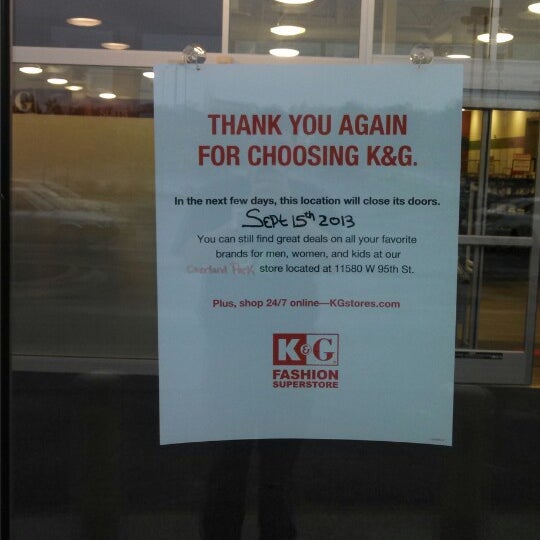 THANK YOU AGAIN
FOR CHOOSING K&G.
In the next few days, this location will close its doors.
Sept 15th 2013
You can still find great deals on all your favorite
brands for men, women, and kids at our
Overland Park store located at 11580 W 95th St.
Plus, shop 24/7 online—KGstores.com
K&G
FASHION
SUPERSTORE